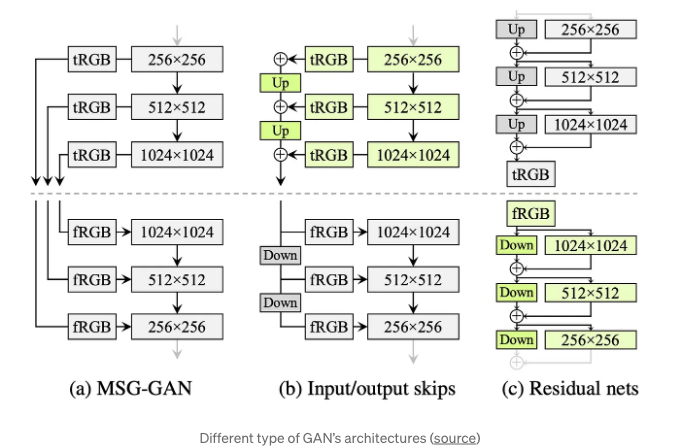 tRGB 256×256
tRGB 512×512
tRGB 1024×1024
fRGB 1024×1024
fRGB 512×512
fRGB 256×256
(a) MSG-GAN
tRGB 256×256
Up
tRGB 512×512
Up
tRGB 1024×1024
fRGB 1024×1024
Down
fRGB 512×512
Down
fRGB 256×256
(b) Input/output skips
Up 256×256
Up 512×512
Up 1024×1024
tRGB
fRGB
Down 1024×1024
Down 512×512
Down 256×256
(c) Residual nets
Different type of GAN's architectures (source)